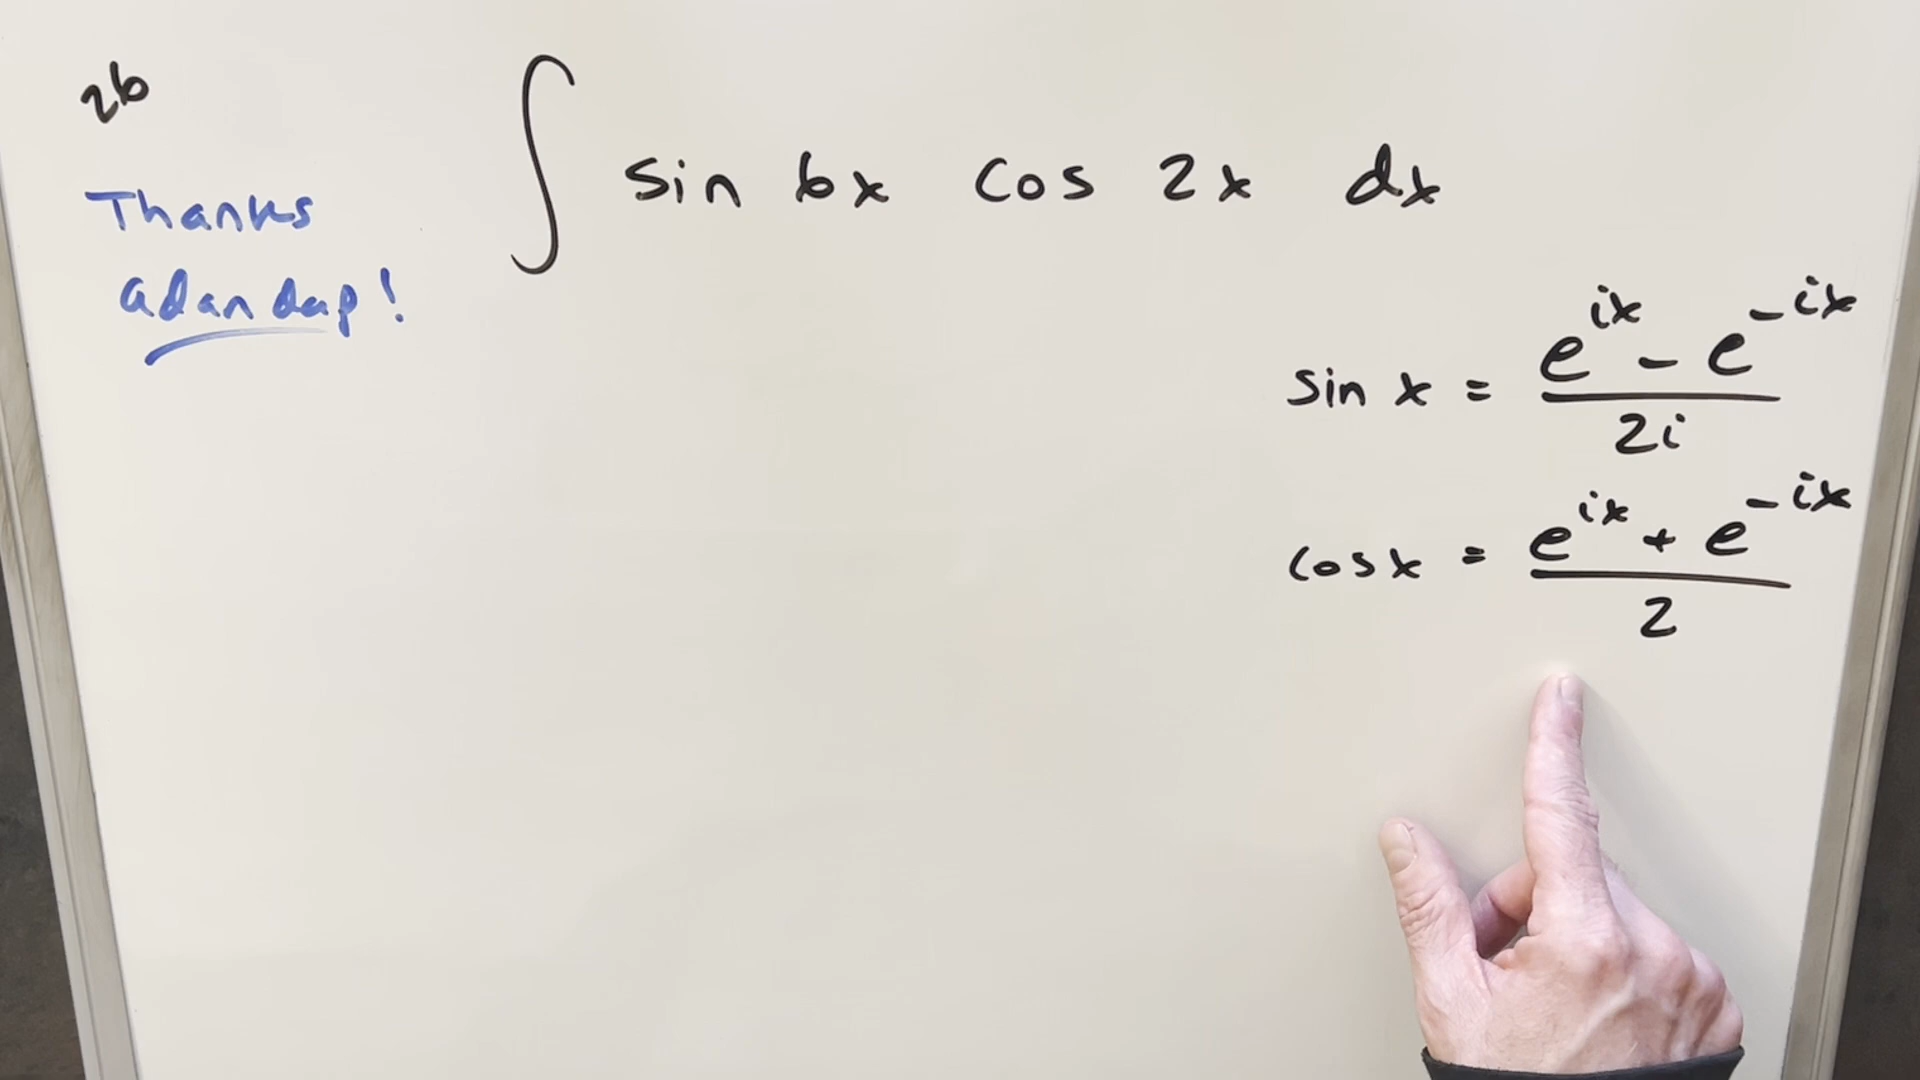 26
Thanks
adandap!
∫ sin 6x cos 2x dx
sin x = (e^{ix} - e^{-ix}) / 2i
cos x = (e^{ix} + e^{-ix}) / 2